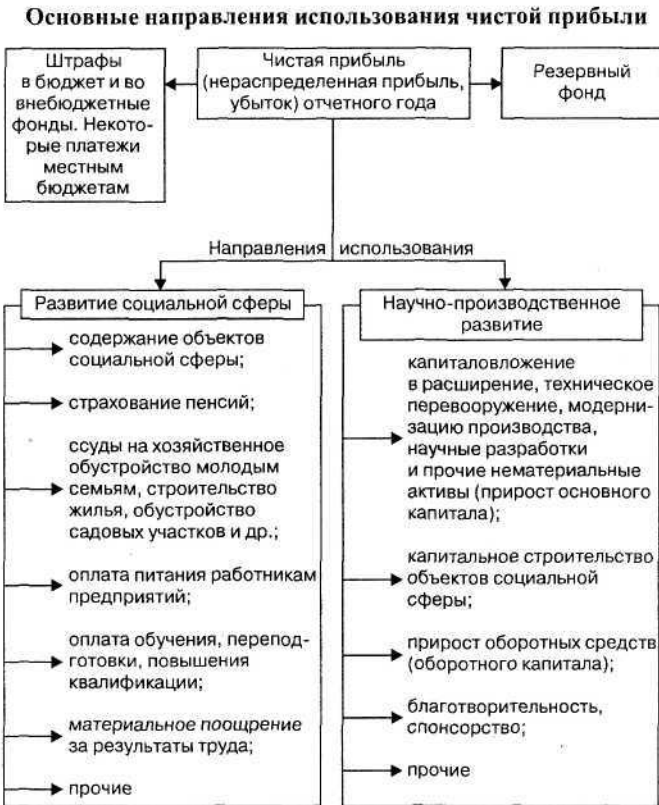 Основные направления использования чистой прибыли
Штрафы
в бюджет и во
внебюджетные
фонды. Некото-
рые платежи
местным
бюджетам
Чистая прибыль
(нераспределенная прибыль,
убыток) отчетного года
Резервный
фонд
Направления использования
Развитие социальной сферы
содержание объектов
социальной сферы;
страхование пенсий;
ссуды на хозяйственное
обустройство молодым
семьям, строительство
жилья, обустройство
садовых участков и др.;
оплата питания работникам
предприятий;
оплата обучения, перепод-
готовки, повышения
квалификации;
материальное поощрение
за результаты труда;
прочие
Научно-производственное
развитие
капиталовложение
в расширение, техническое
перевооружение, модерни-
зацию производства,
научные разработки
и прочие нематериальные
активы (прирост основного
капитала);
капитальное строительство
объектов социальной
сферы;
прирост оборотных средств
(оборотного капитала);
благотворительность,
спонсорство;
прочие